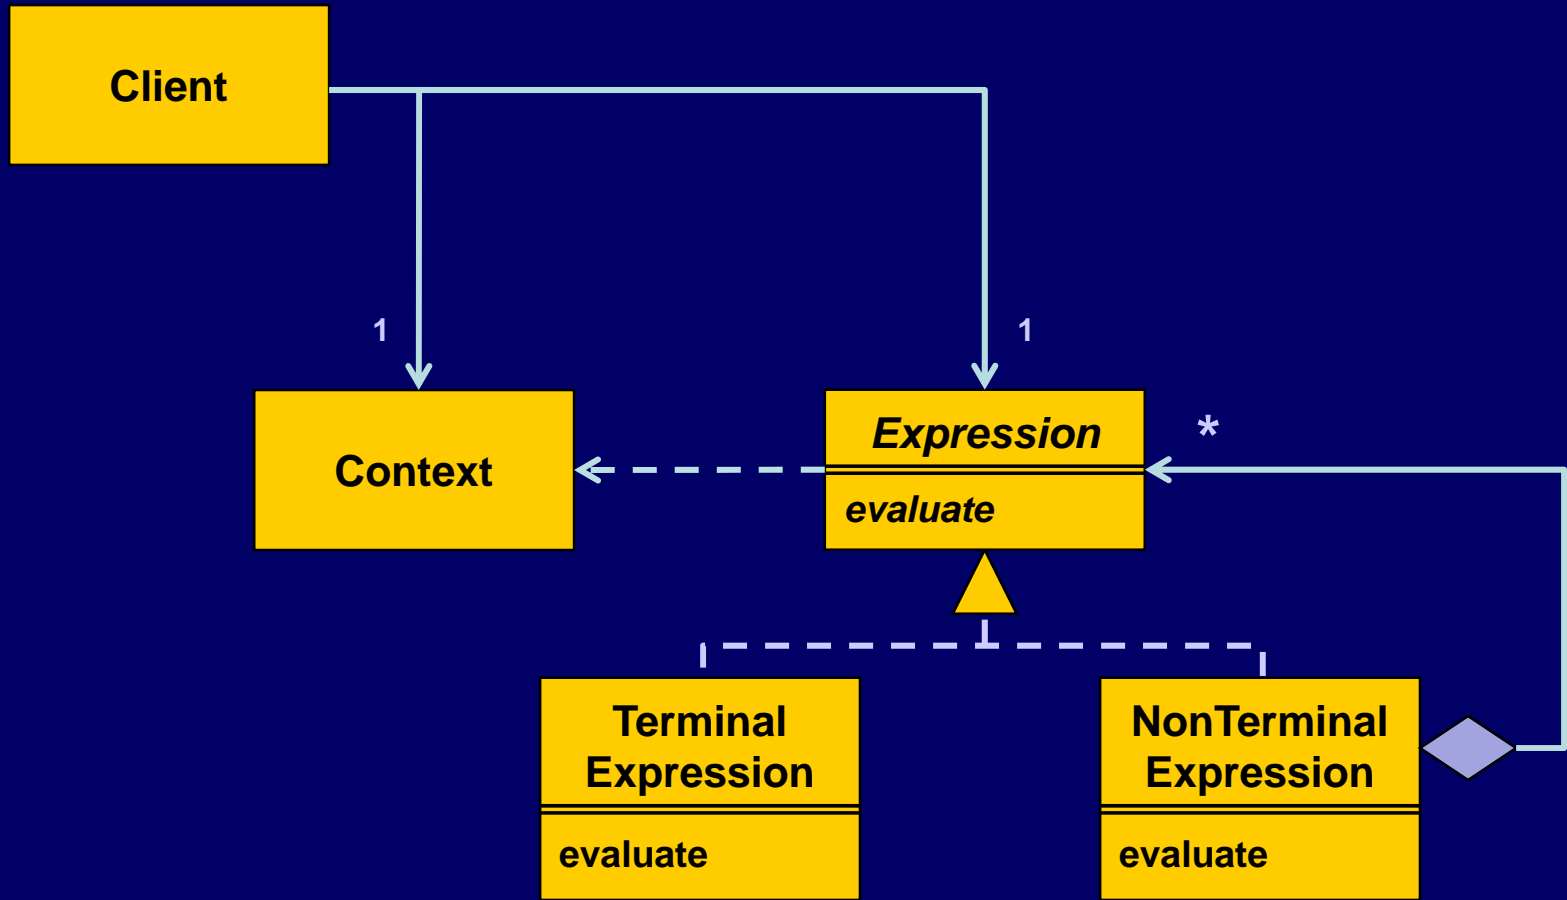 Client
1
1
Context
Expression
*
evaluate
Terminal
Expression
evaluate
NonTerminal
Expression
evaluate